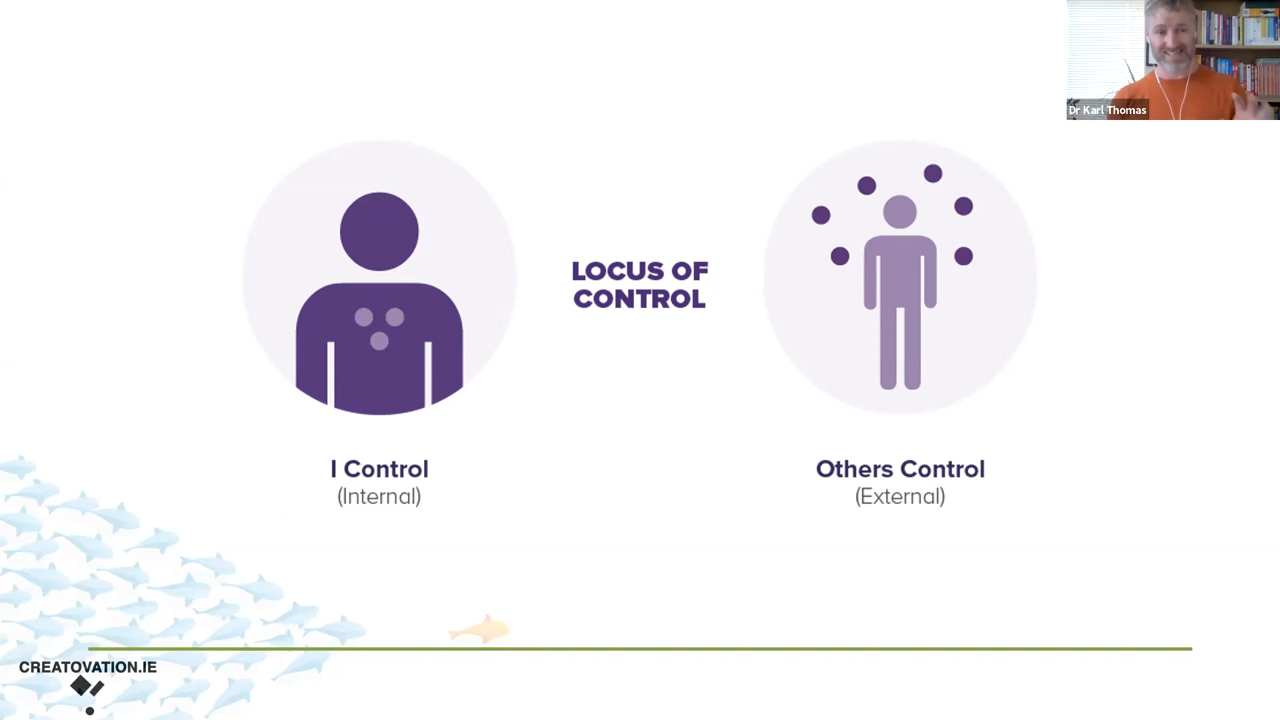 Dr Karl Thomas
LOCUS OF
CONTROL
I Control
(Internal)
Others Control
(External)
CREATOVATION.IE